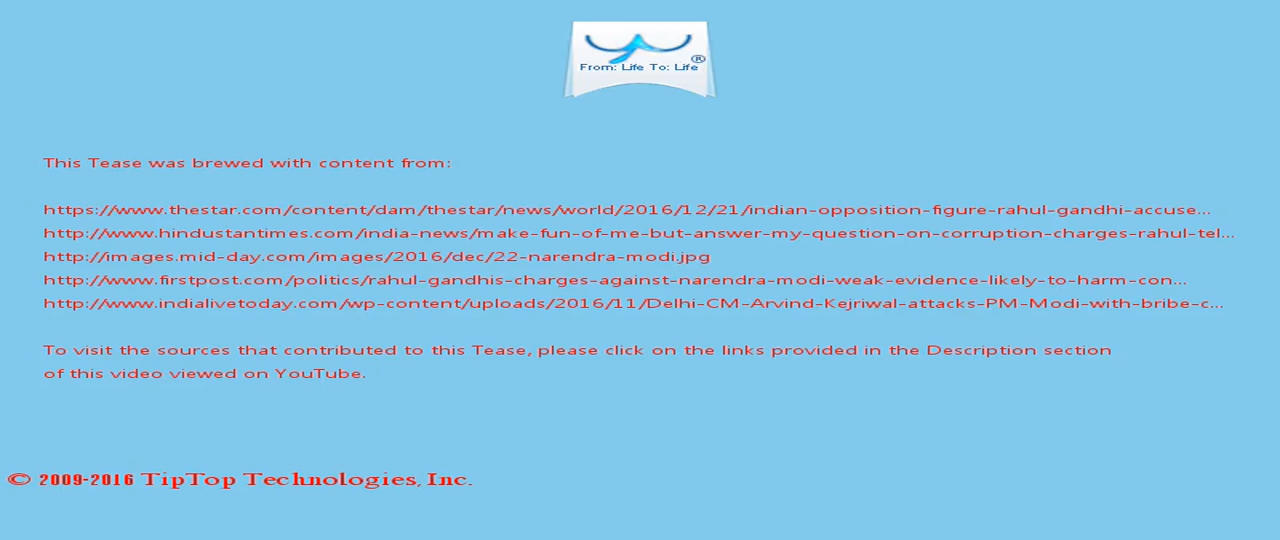 From: Life To: Life®
This Tease was brewed with content from:
https://www.thestar.com/content/dam/thestar/news/world/2016/12/21/indian-opposition-figure-rahul-gandhi-accuse...
http://www.hindustantimes.com/india-news/make-fun-of-me-but-answer-my-question-on-corruption-charges-rahul-tel...
http://images.mid-day.com/images/2016/dec/22-narendra-modi.jpg
http://www.firstpost.com/politics/rahul-gandhis-charges-against-narendra-modi-weak-evidence-likely-to-harm-con...
http://www.indialivetoday.com/wp-content/uploads/2016/11/Delhi-CM-Arvind-Kejriwal-attacks-PM-Modi-with-bribe-c...
To visit the sources that contributed to this Tease, please click on the links provided in the Description section
of this video viewed on YouTube.
© 2009-2016 TipTop Technologies, Inc.